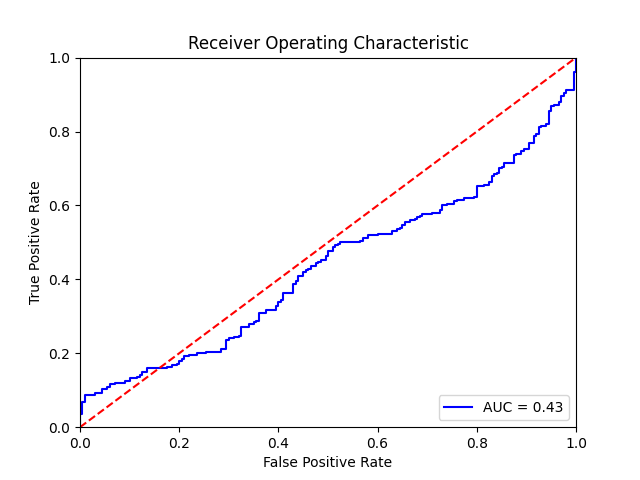 Receiver Operating Characteristic
1.0
0.8
0.6
0.4
0.2
0.0
True Positive Rate
AUC = 0.43
0.0 0.2 0.4 0.6 0.8 1.0
False Positive Rate